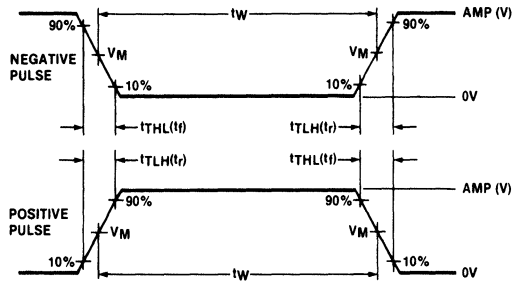 tW
AMP (V)
90%
90%
NEGATIVE
PULSE
VM
VM
10%
10%
0V
tTHL(tf)
tTLH(tr)
tTLH(tr)
tTHL(tf)
AMP (V)
90%
90%
POSITIVE
PULSE
VM
VM
10%
10%
tW
0V